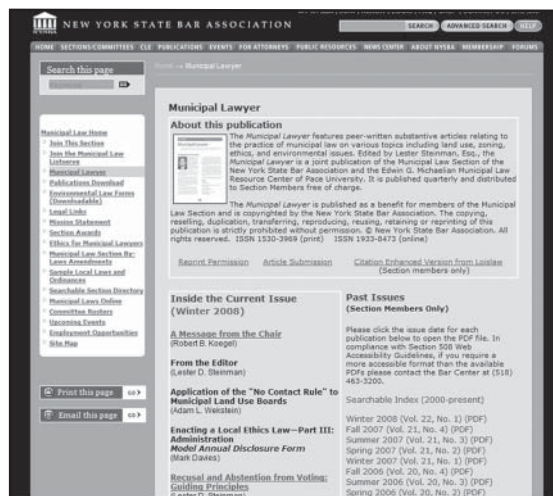 NEW YORK STATE BAR ASSOCIATION
SEARCH ADVANCED SEARCH HELP
HOME SECTIONS/COMMITTEES CLE PUBLICATIONS EVENTS FOR ATTORNEYS PUBLIC RESOURCES NEWS CENTER ABOUT NYSBA MEMBERSHIP FORUMS
Search this page
GO
Home → Municipal Lawyer
Municipal Law Home
Join This Section
Join the Municipal Law
Listserve
Municipal Lawyer
Publications Download
Environmental Law Forms
(Downloadable)
Legal Links
Mission Statement
Section Awards
Ethics for Municipal Lawyers
Municipal Law Section By-
Laws Amendments
Sample Local Laws and
Ordinances
Searchable Section Directory
Municipal Laws Online
Committee Rosters
Upcoming Events
Employment Opportunities
Site Map
Print this page GO
Email this page GO
Municipal Lawyer
About this publication
The Municipal Lawyer features peer-written substantive articles relating to
the practice of municipal law on various topics including land use, zoning,
ethics, and environmental issues. Edited by Lester Steinman, Esq., the
Municipal Lawyer is a joint publication of the Municipal Law Section of the
New York State Bar Association and the Edwin G. Michaelian Municipal Law
Resource Center of Pace University. It is published quarterly and distributed
to Section Members free of charge.
The Municipal Lawyer is published as a benefit for members of the Municipal
Law Section and is copyrighted by the New York State Bar Association. The copying,
reselling, duplication, transferring, reproducing, reusing, retaining or reprinting of this
publication is strictly prohibited without permission. © New York State Bar Association. All
rights reserved. ISSN 1530-3969 (print) ISSN 1933-8473 (online)
Reprint Permission Article Submission Citation Enhanced Version from Loislaw
(Section members only)
Inside the Current Issue
(Winter 2008)
A Message from the Chair
(Robert B. Koegel)
From the Editor
(Lester D. Steinman)
Application of the "No Contact Rule" to
Municipal Land Use Boards
(Adam L. Wekstein)
Enacting a Local Ethics Law—Part III:
Administration
Model Annual Disclosure Form
(Mark Davies)
Recusal and Abstention from Voting:
Guiding Principles
(Lester D. Steinman)
Past Issues
(Section Members Only)
Please click the issue date for each
publication below to open the PDF file. In
compliance with Section 508 Web
Accessibility Guidelines, if you require a
more accessible format than the available
PDFs please contact the Bar Center at (518)
463-3200.
Searchable Index (2000-present)
Winter 2008 (Vol. 22, No. 1) (PDF)
Fall 2007 (Vol. 21, No. 4) (PDF)
Summer 2007 (Vol. 21, No. 3) (PDF)
Spring 2007 (Vol. 21, No. 2) (PDF)
Winter 2007 (Vol. 21, No. 1) (PDF)
Fall 2006 (Vol. 20, No. 4) (PDF)
Summer 2006 (Vol. 20, No. 3) (PDF)
Spring 2006 (Vol. 20, No. 2) (PDF)